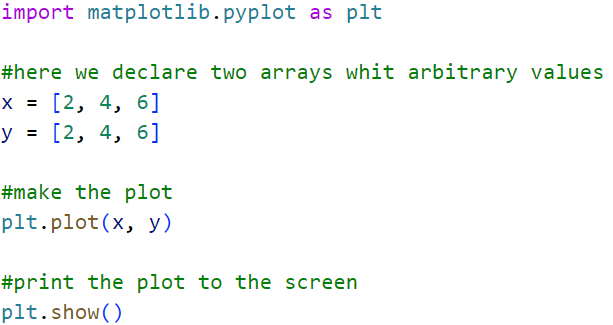 import matplotlib.pyplot as plt
#here we declare two arrays whit arbitrary values
x = [2, 4, 6]
y = [2, 4, 6]
#make the plot
plt.plot(x, y)
#print the plot to the screen
plt.show()